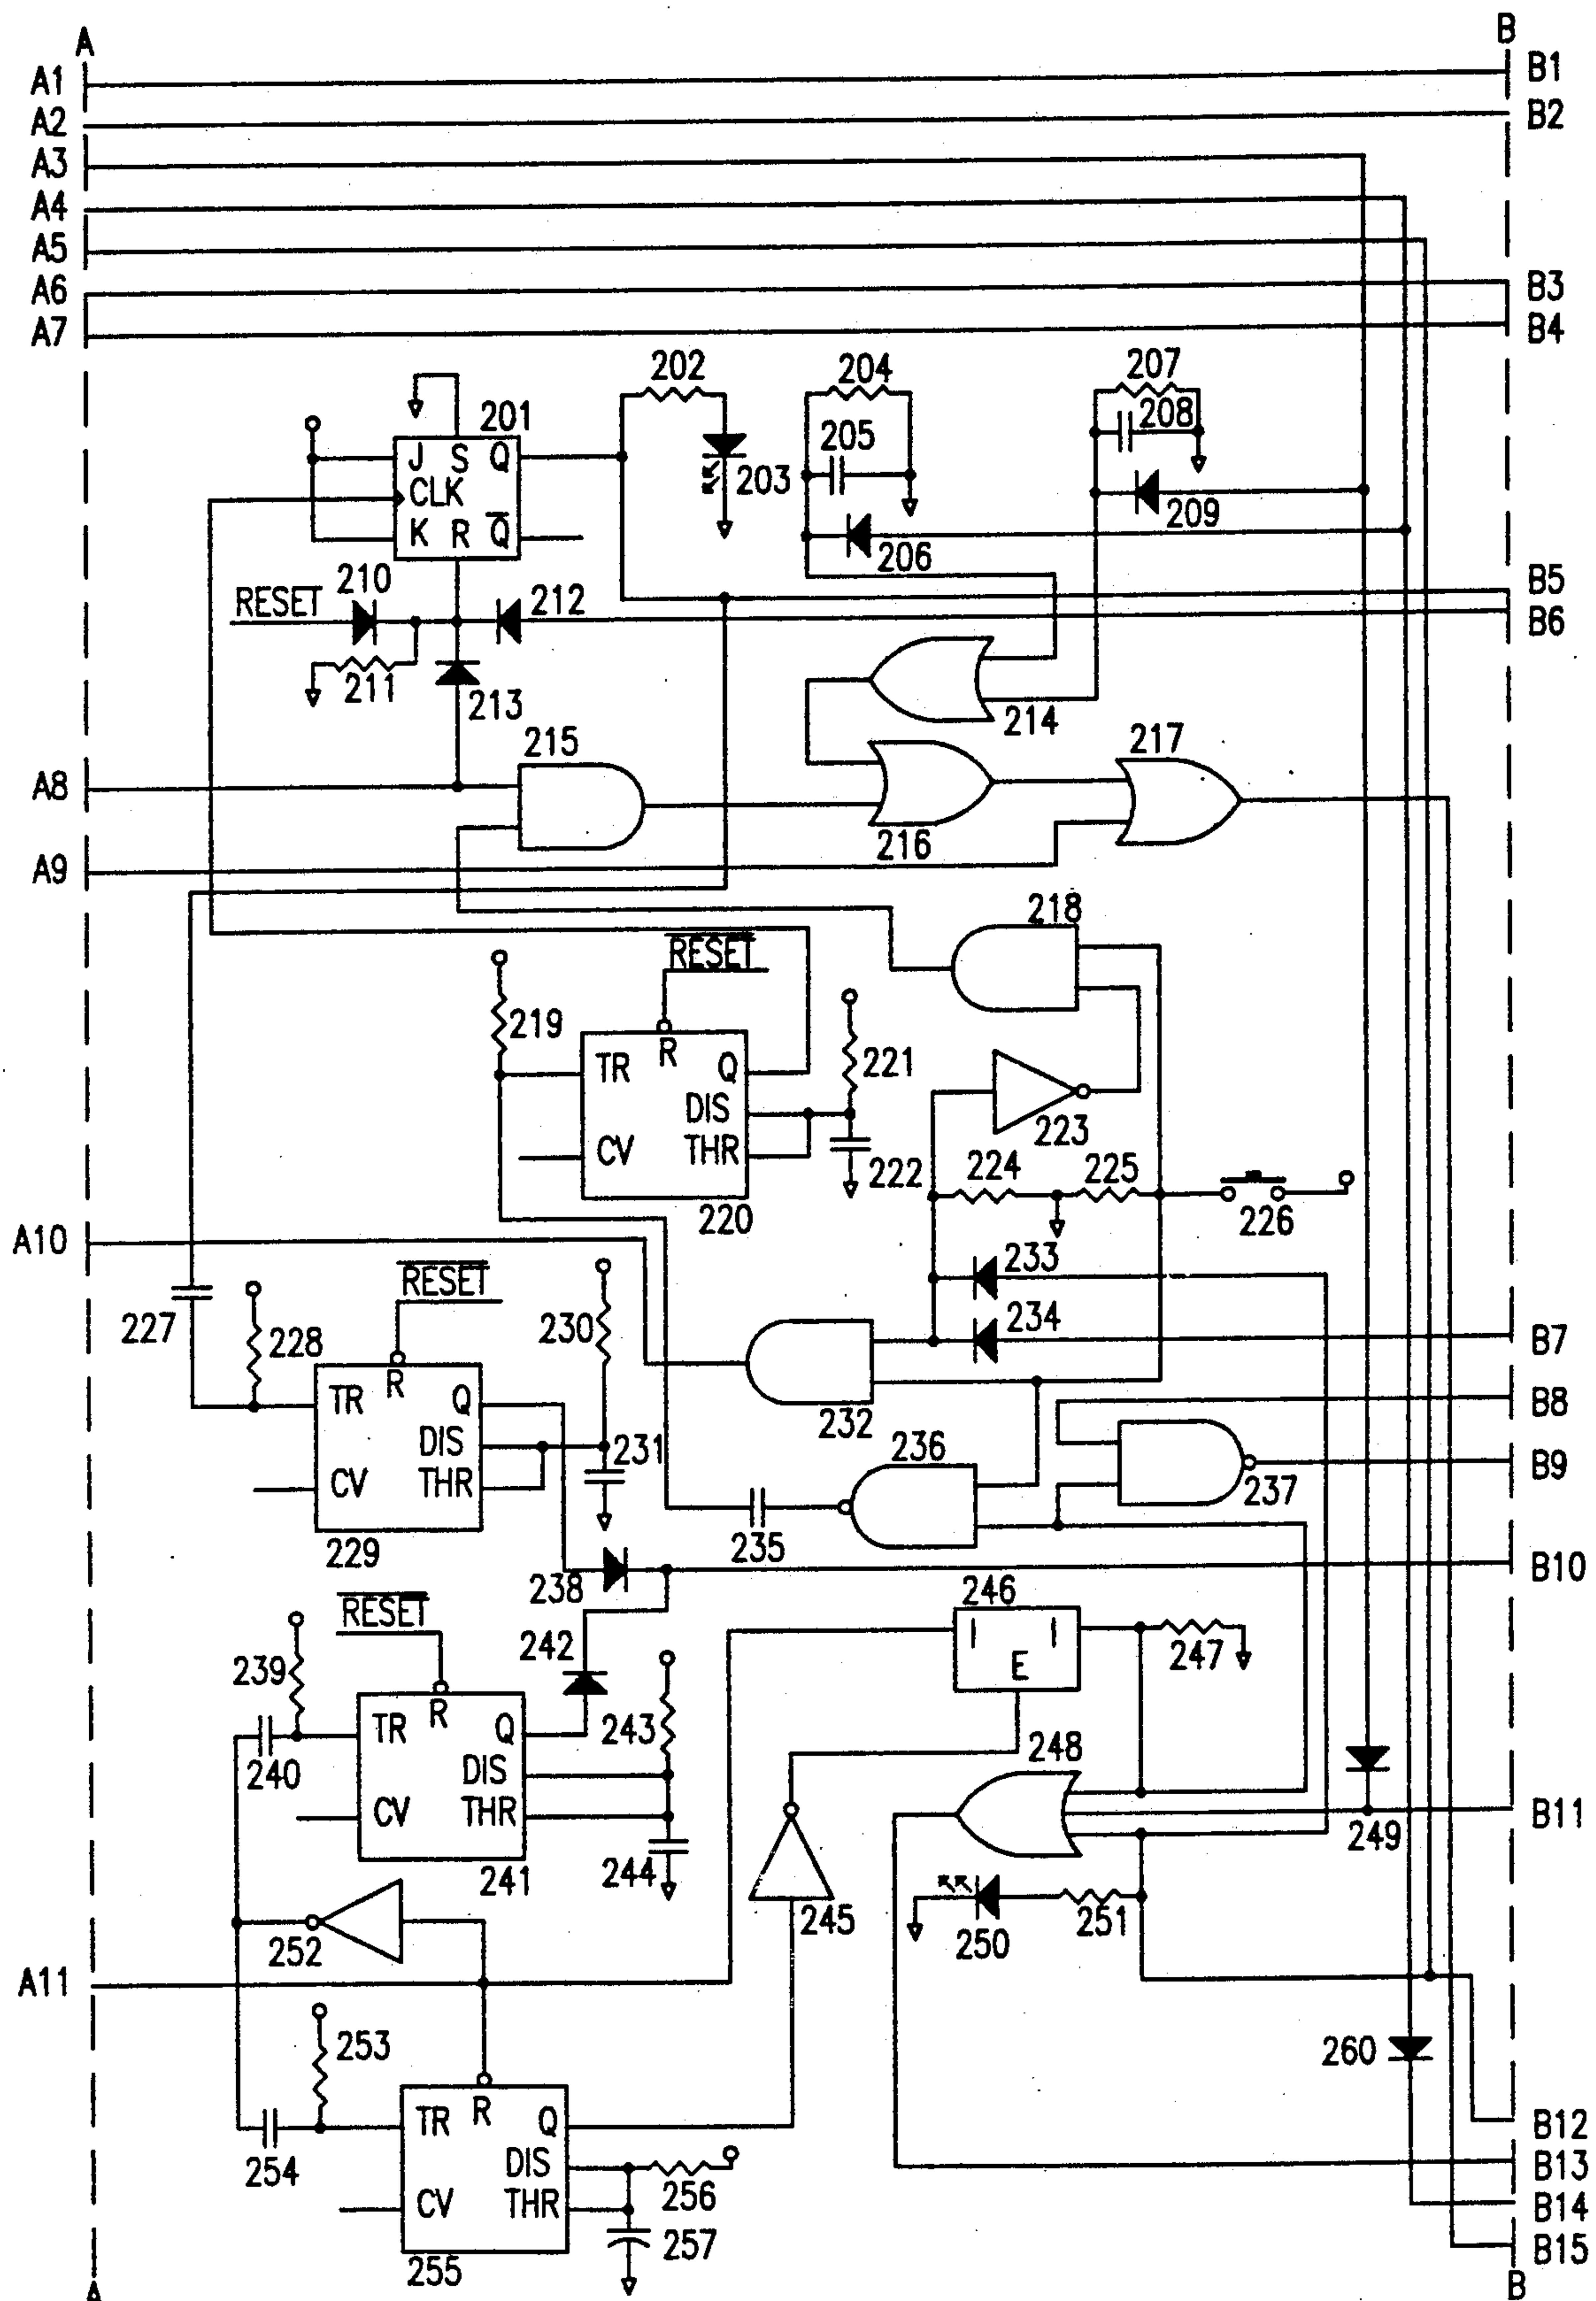 A B
A1 B1
A2 B2
A3
A4
A5
A6 B3
A7 B4
202 204 207
201 205 208
J S Q
CLK 203 209
K R Q̅
206
210 B5
RESET 212 B6
211 213 214
215 217
A8
216
A9
218
R̅E̅S̅E̅T̅
219
TR R Q 221
DIS 223
CV THR 222 224 225
220 226
A10
R̅E̅S̅E̅T̅ 233
227 228 230 234 B7
TR R Q 232 B8
DIS 231 236 B9
CV THR 237
229 235
238 B10
R̅E̅S̅E̅T̅ 246
239 242 I I 247
E
TR R Q 243 248
240 DIS
CV THR B11
241 244 249
245 251
252 250
A11
253 260
TR R Q B12
254 DIS B13
CV THR 256 B14
255 257 B15
A B